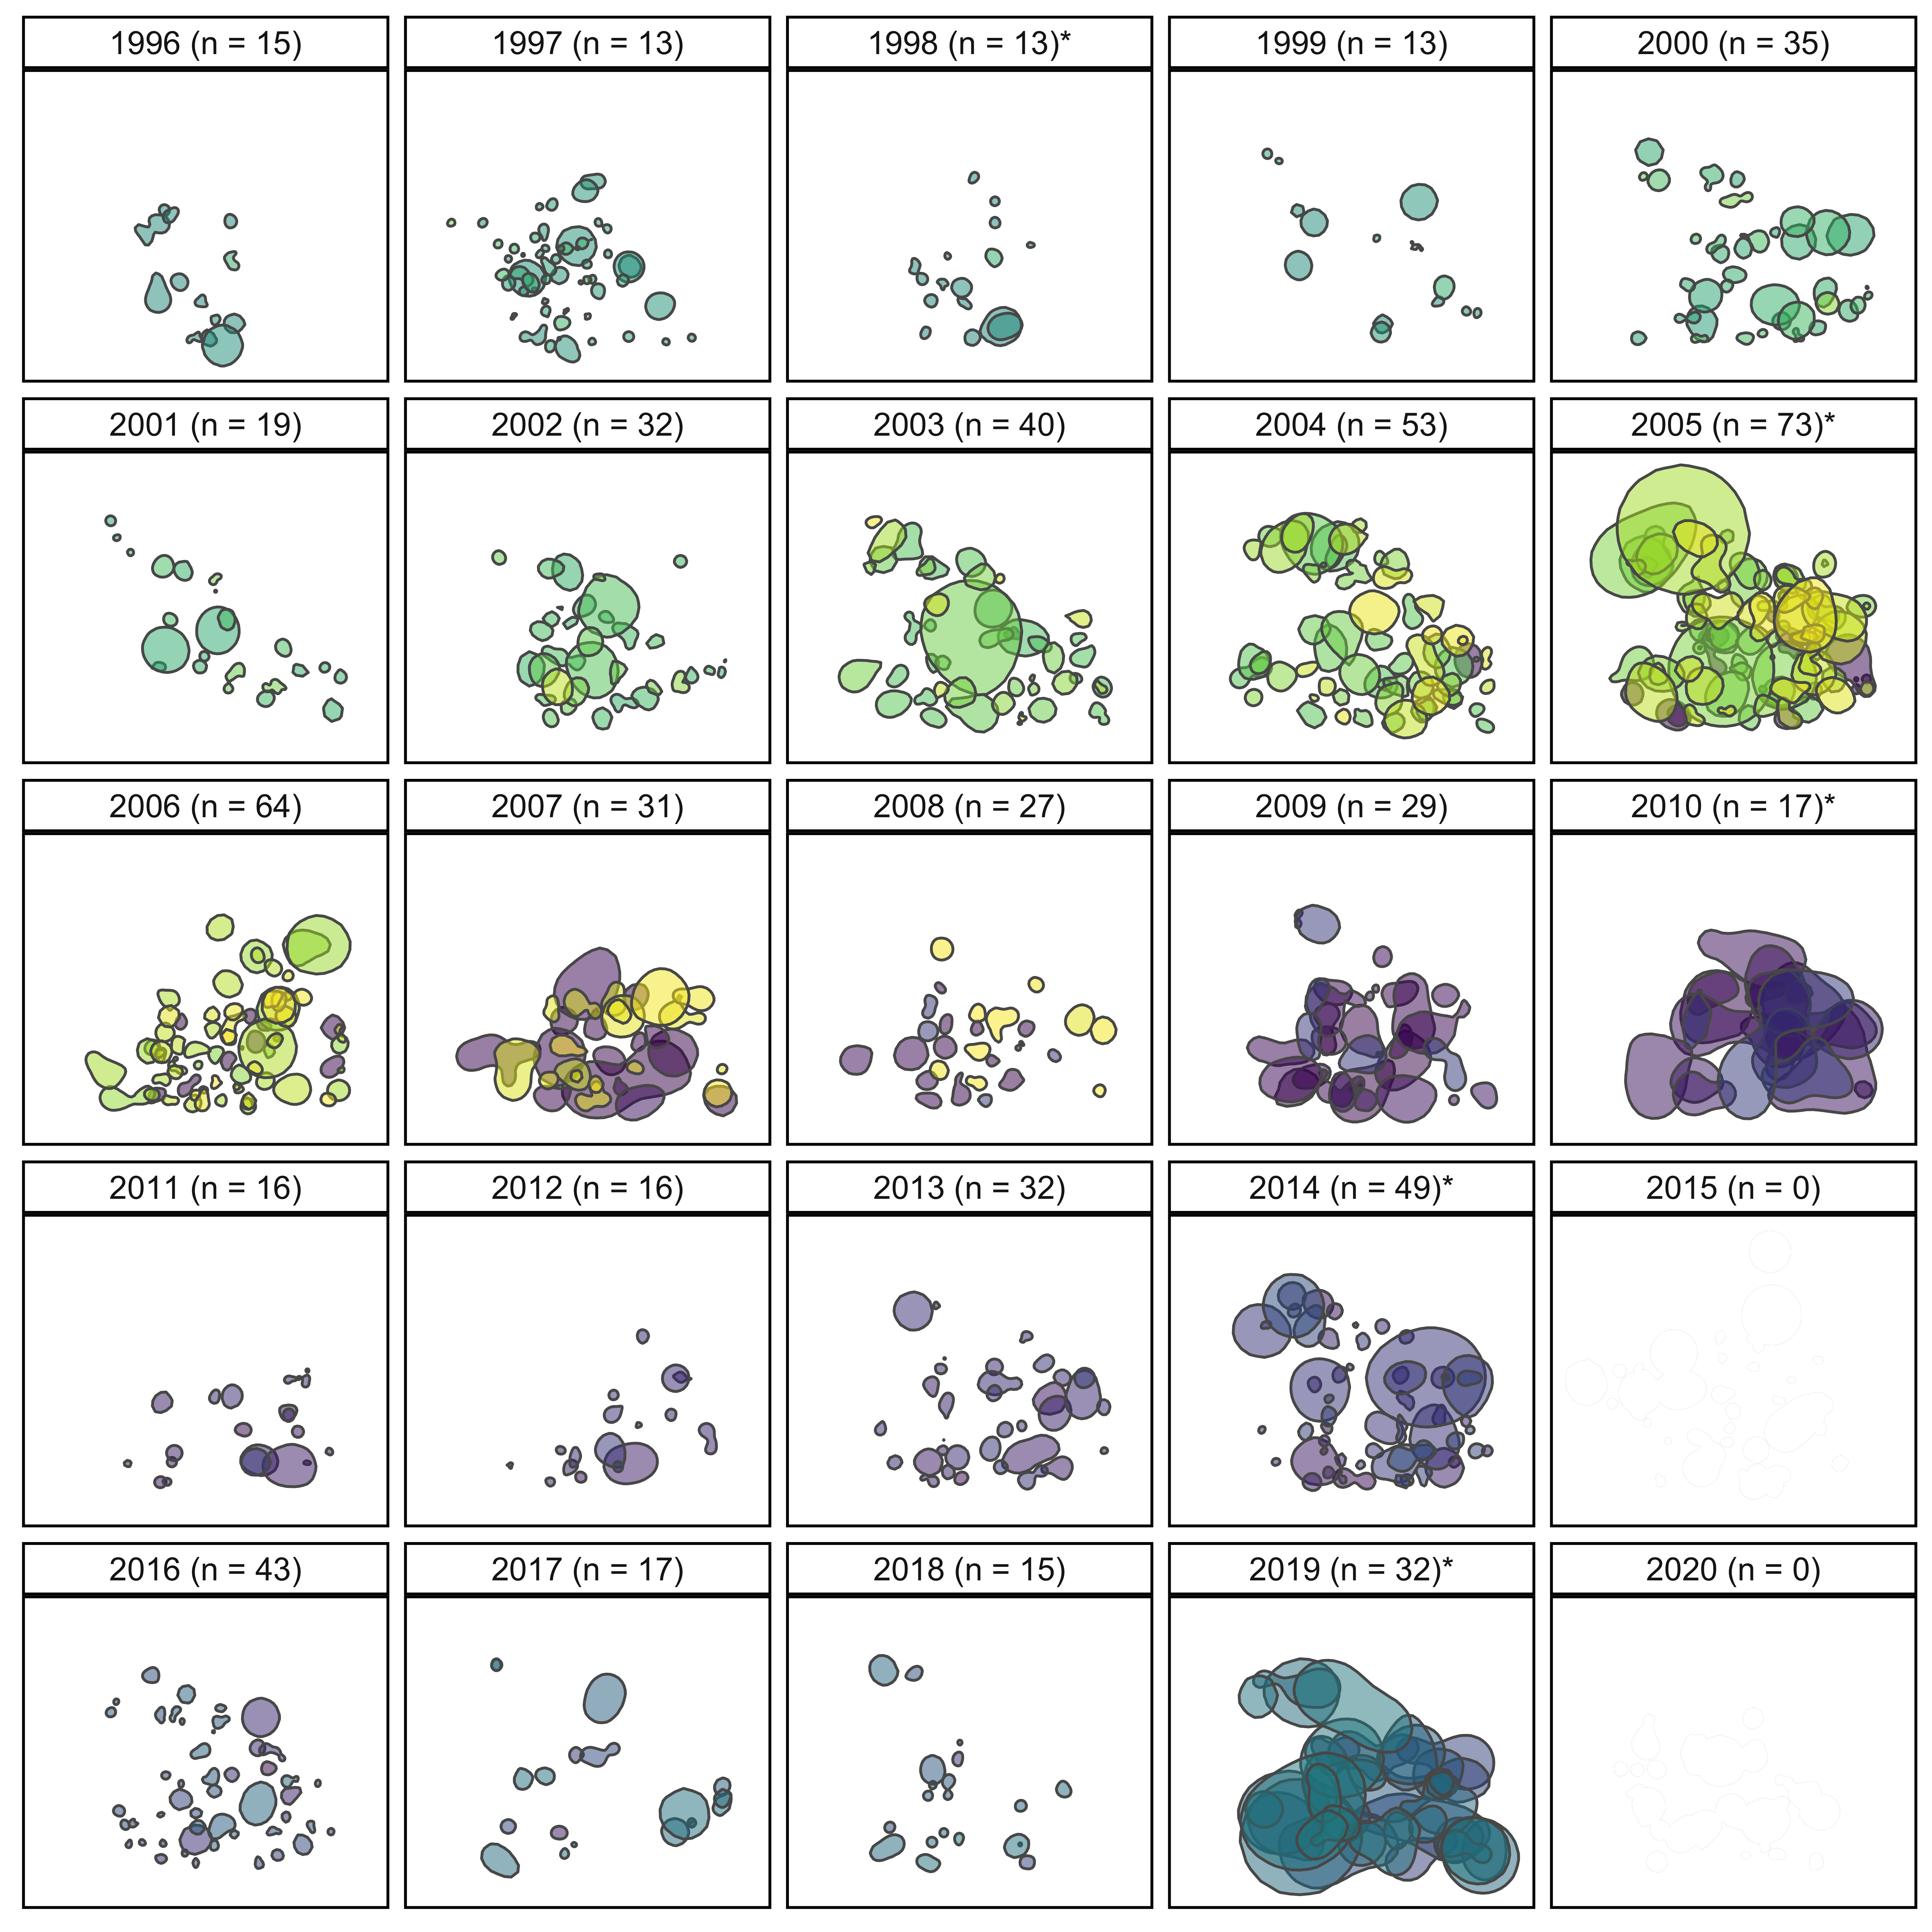 1996 (n = 15)
1997 (n = 13)
1998 (n = 13)*
1999 (n = 13)
2000 (n = 35)
2001 (n = 19)
2002 (n = 32)
2003 (n = 40)
2004 (n = 53)
2005 (n = 73)*
2006 (n = 64)
2007 (n = 31)
2008 (n = 27)
2009 (n = 29)
2010 (n = 17)*
2011 (n = 16)
2012 (n = 16)
2013 (n = 32)
2014 (n = 49)*
2015 (n = 0)
2016 (n = 43)
2017 (n = 17)
2018 (n = 15)
2019 (n = 32)*
2020 (n = 0)